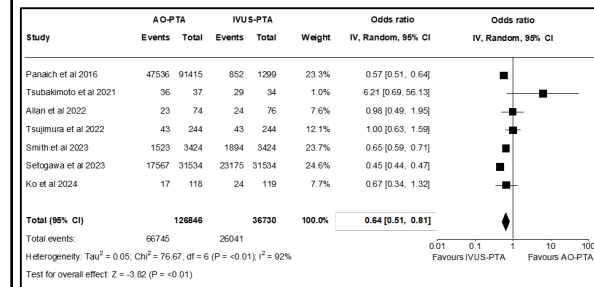 AO-PTA IVUS-PTA Odds ratio Odds ratio
Study Events Total Events Total Weight IV, Random, 95% CI IV, Random, 95% CI
Panaich et al 2016 47536 91415 852 1299 23.3% 0.57 [0.51, 0.64]
Tsubakimoto et al 2021 36 37 29 34 1.1% 6.21 [0.69, 56.13]
Allan et al 2022 23 74 24 76 7.6% 0.98 [0.49, 1.95]
Tsujimura et al 2022 43 244 43 244 12.1% 1.00 [0.63, 1.59]
Smith et al 2023 1523 3424 1894 3424 23.6% 0.65 [0.59, 0.71]
Setogawa et al 2023 17567 31534 23175 31534 24.6% 0.45 [0.44, 0.47]
Ko et al 2024 17 118 24 119 7.7% 0.67 [0.34, 1.32]
Total (95% CI) 126846 36730 100.0% 0.64 [0.51, 0.81]
Total events: 66745 26041
0.01 0.10 1 10 100
Heterogeneity: Tau² = 0.05; Chi² = 76.67, df = 6 (P = <0.01); I² = 92% Favours IVUS-PTA Favours AO-PTA
Test for overall effect: Z = -3.82 (P = <0.01)